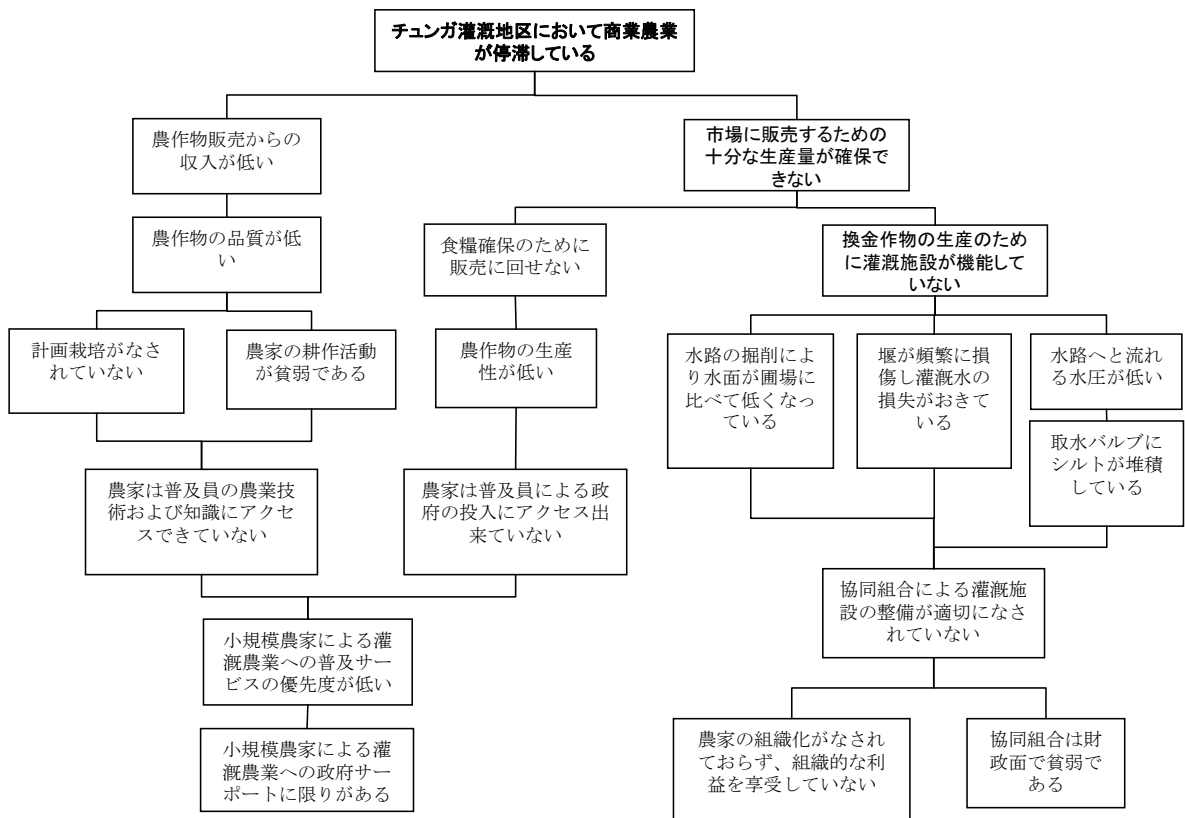 チュンガ灌漑地区において商業農業
が停滞している
農作物販売からの
収入が低い
市場に販売するための
十分な生産量が確保で
きない
農作物の品質が低
い
食糧確保のために
販売に回せない
換金作物の生産のため
に灌漑施設が機能して
いない
計画栽培がなさ
れていない
農家の耕作活動
が貧弱である
農作物の生産
性が低い
水路の掘削によ
り水面が圃場に
比べて低くなっ
ている
堰が頻繁に損
傷し灌漑水の
損失がおきて
いる
水路へと流れ
る水圧が低い
取水バルブに
シルトが堆積
している
農家は普及員の農業技
術および知識にアクセ
スできていない
農家は普及員による政
府の投入にアクセス出
来ていない
協同組合による灌漑施
設の整備が適切になさ
れていない
小規模農家による灌
漑農業への普及サー
ビスの優先度が低い
小規模農家による灌
漑農業への政府サー
ポートに限りがある
農家の組織化がなされ
ておらず、組織的な利
益を享受していない
協同組合は財
政面で貧弱で
ある